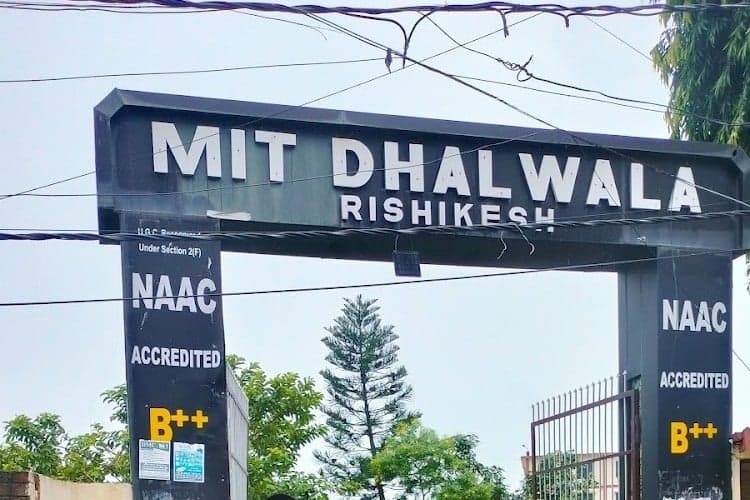 MIT DHALWALA
RISHIKESH
U.G.C.
Under Section 2(F)
NAAC
ACCREDITED
B++
NAAC
ACCREDITED
B++